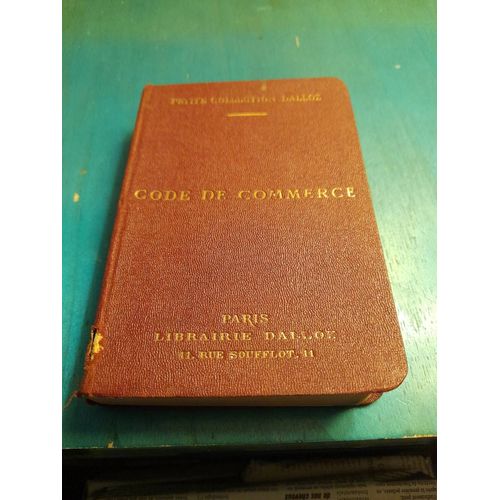 PETITE COLLECTION DALLOZ
CODE DE COMMERCE
PARIS
LIBRAIRIE DALLOZ
11, RUE SOUFFLOT, 11